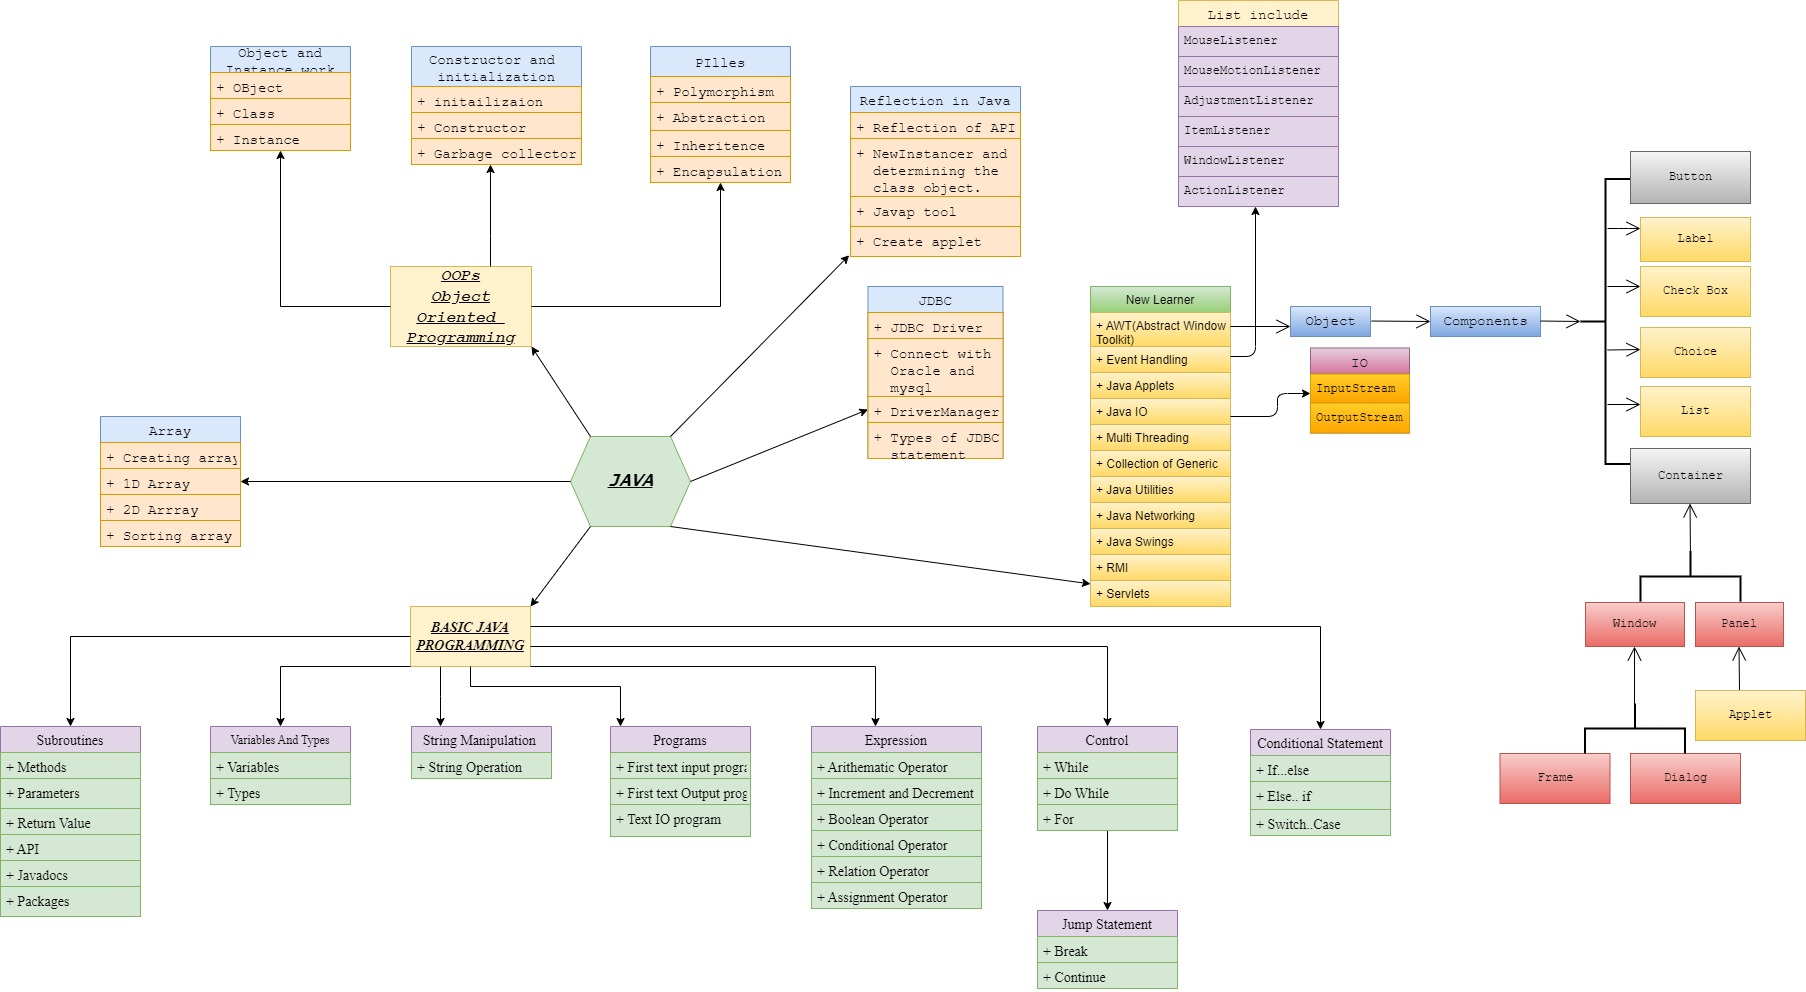 List include
MouseListener
MouseMotionListener
AdjustmentListener
ItemListener
WindowListener
ActionListener
Object and
Instance work
+ OBject
+ Class
+ Instance
Constructor and
initialization
+ initailizaion
+ Constructor
+ Garbage collector
PIlles
+ Polymorphism
+ Abstraction
+ Inheritence
+ Encapsulation
Reflection in Java
+ Reflection of API
+ NewInstancer and
determining the
class object.
+ Javap tool
+ Create applet
OOPs
Object
Oriented
Programming
JDBC
+ JDBC Driver
+ Connect with
Oracle and
mysql
+ DriverManager
+ Types of JDBC
statement
New Learner
+ AWT(Abstract Window
Toolkit)
+ Event Handling
+ Java Applets
+ Java IO
+ Multi Threading
+ Collection of Generic
+ Java Utilities
+ Java Networking
+ Java Swings
+ RMI
+ Servlets
Object
Components
IO
InputStream
OutputStream
Button
Label
Check Box
Choice
List
Container
Window
Panel
Applet
Frame
Dialog
Array
+ Creating array
+ 1D Array
+ 2D Arrray
+ Sorting array
JAVA
BASIC JAVA
PROGRAMMING
Subroutines
+ Methods
+ Parameters
+ Return Value
+ API
+ Javadocs
+ Packages
Variables And Types
+ Variables
+ Types
String Manipulation
+ String Operation
Programs
+ First text input progra
+ First text Output prog
+ Text IO program
Expression
+ Arithematic Operator
+ Increment and Decrement
+ Boolean Operator
+ Conditional Operator
+ Relation Operator
+ Assignment Operator
Control
+ While
+ Do While
+ For
Jump Statement
+ Break
+ Continue
Conditional Statement
+ If...else
+ Else.. if
+ Switch..Case